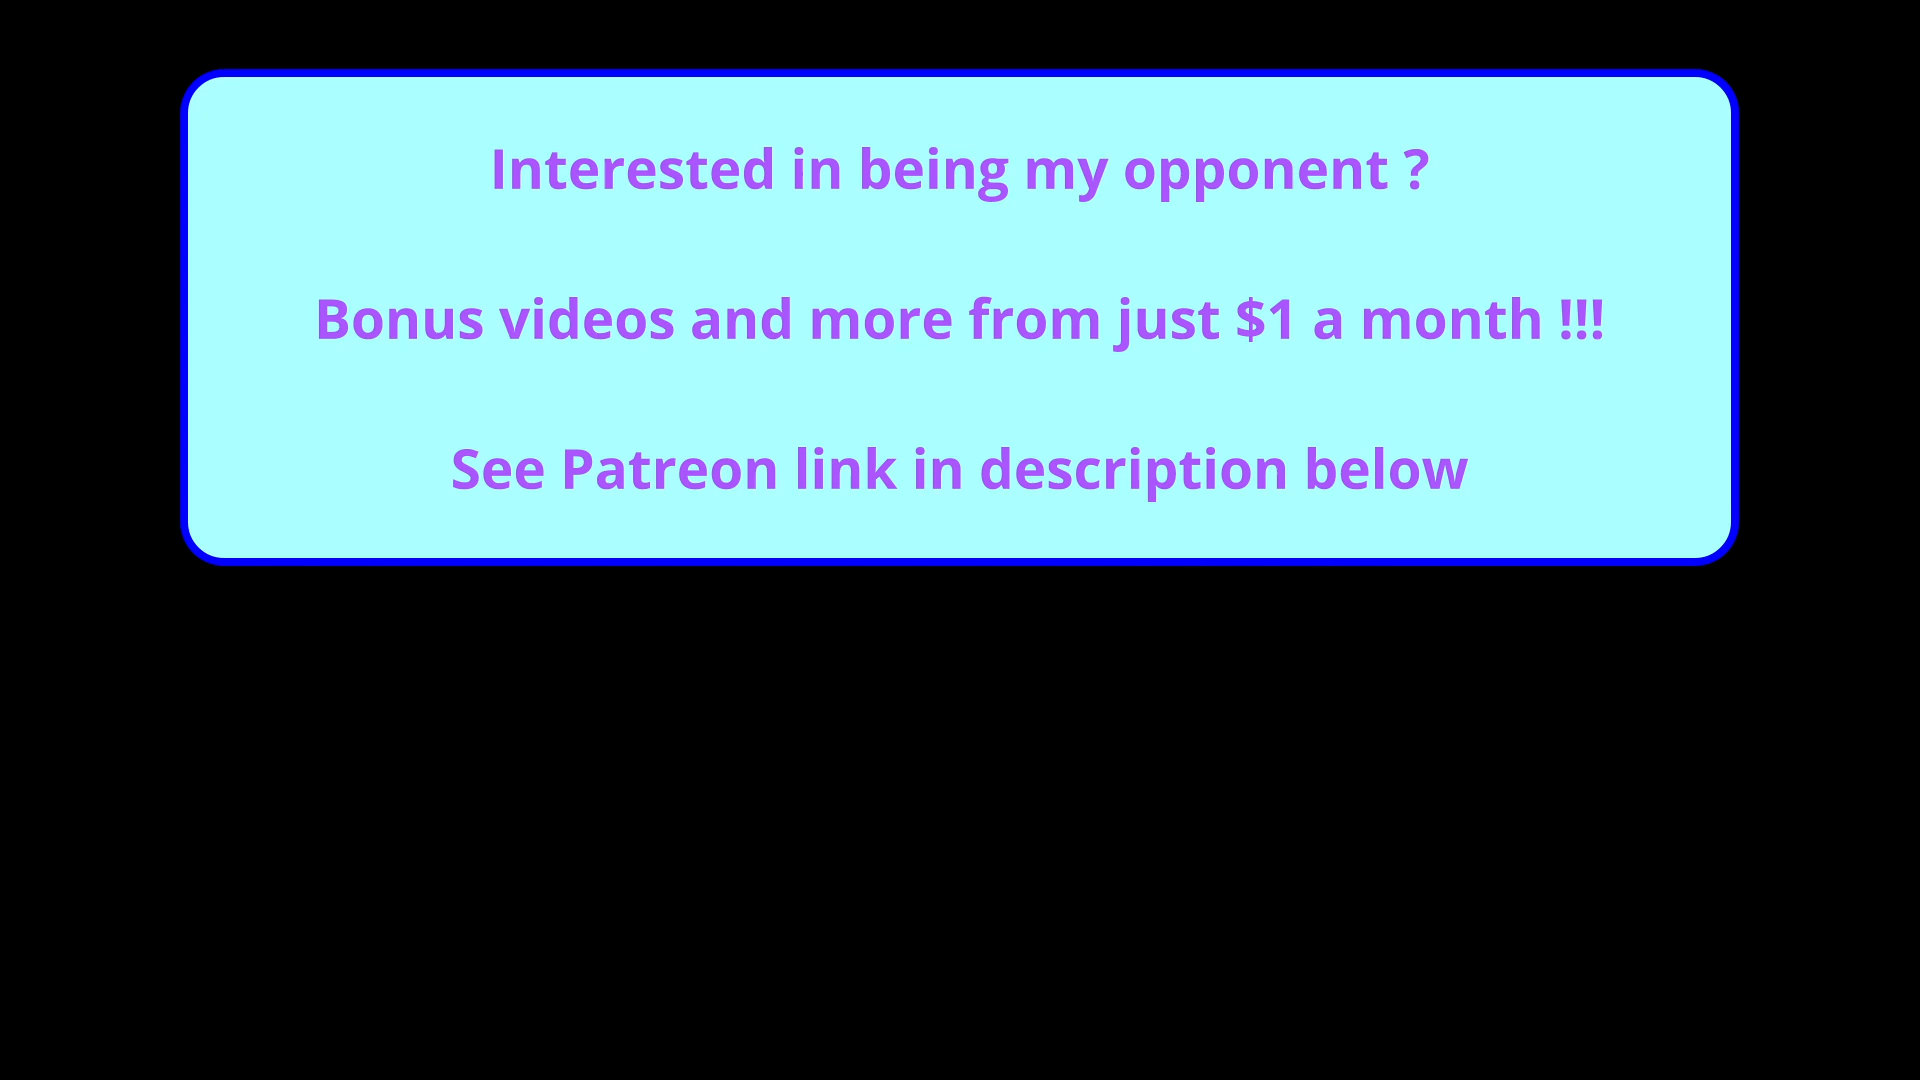 Interested in being my opponent ?
Bonus videos and more from just $1 a month !!!
See Patreon link in description below